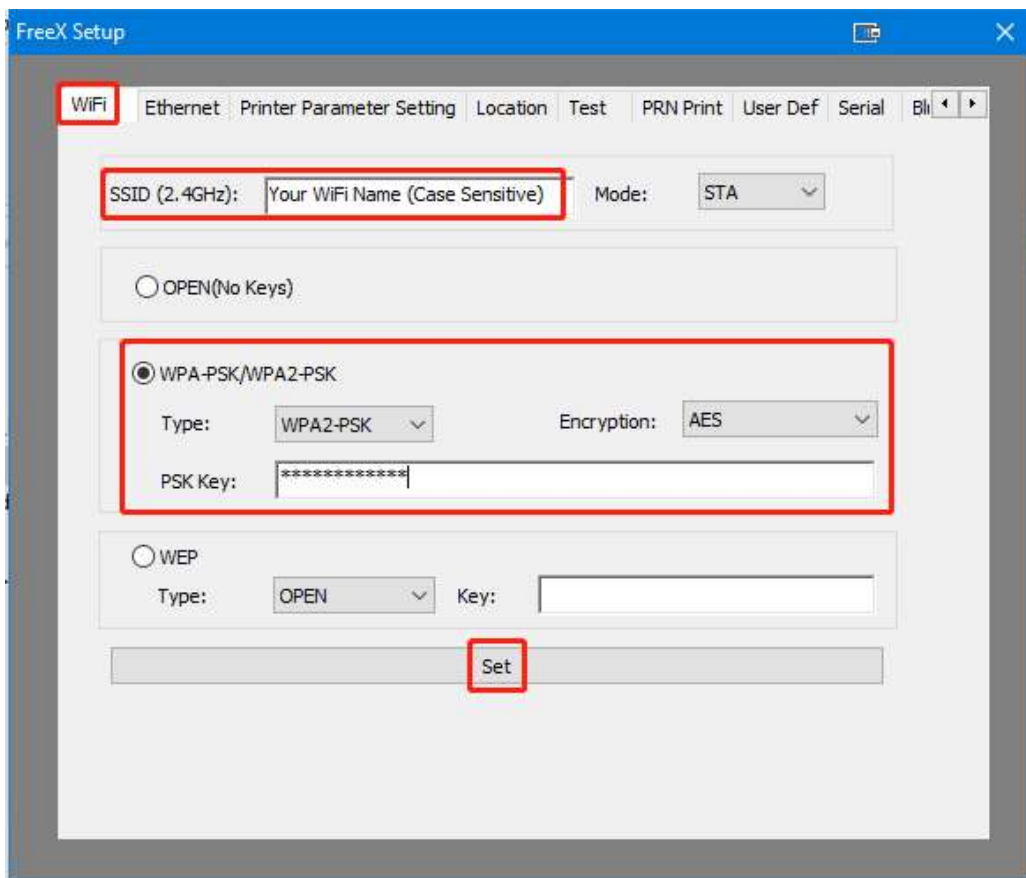 FreeX Setup
WiFi Ethernet Printer Parameter Setting Location Test PRN Print User Def Serial
SSID (2.4GHz): Your WiFi Name (Case Sensitive) Mode: STA
OPEN(No Keys)
WPA-PSK/WPA2-PSK
Type: WPA2-PSK Encryption: AES
PSK Key: ************
WEP
Type: OPEN Key:
Set